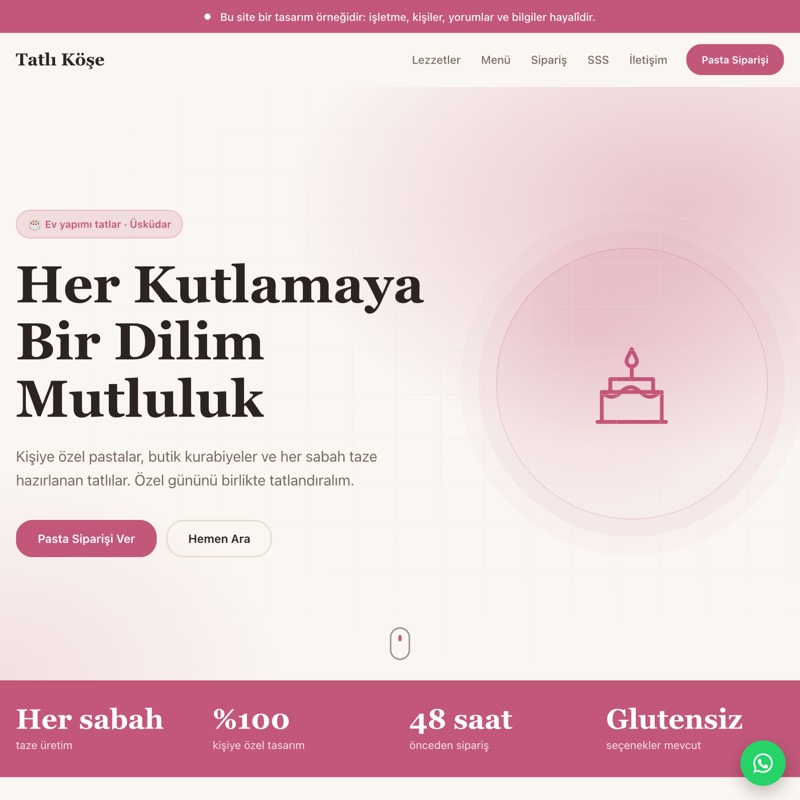 Bu site bir tasarım örneğidir: işletme, kişiler, yorumlar ve bilgiler hayalîdir.
Tatlı Köşe
Lezzetler
Menü
Sipariş
SSS
İletişim
Pasta Siparişi
Ev yapımı tatlar · Üsküdar
Her Kutlamaya
Bir Dilim
Mutluluk
Kişiye özel pastalar, butik kurabiyeler ve her sabah taze
hazırlanan tatlılar. Özel gününü birlikte tatlandıralım.
Pasta Siparişi Ver
Hemen Ara
Her sabah
taze üretim
%100
kişiye özel tasarım
48 saat
önceden sipariş
Glutensiz
seçenekler mevcut